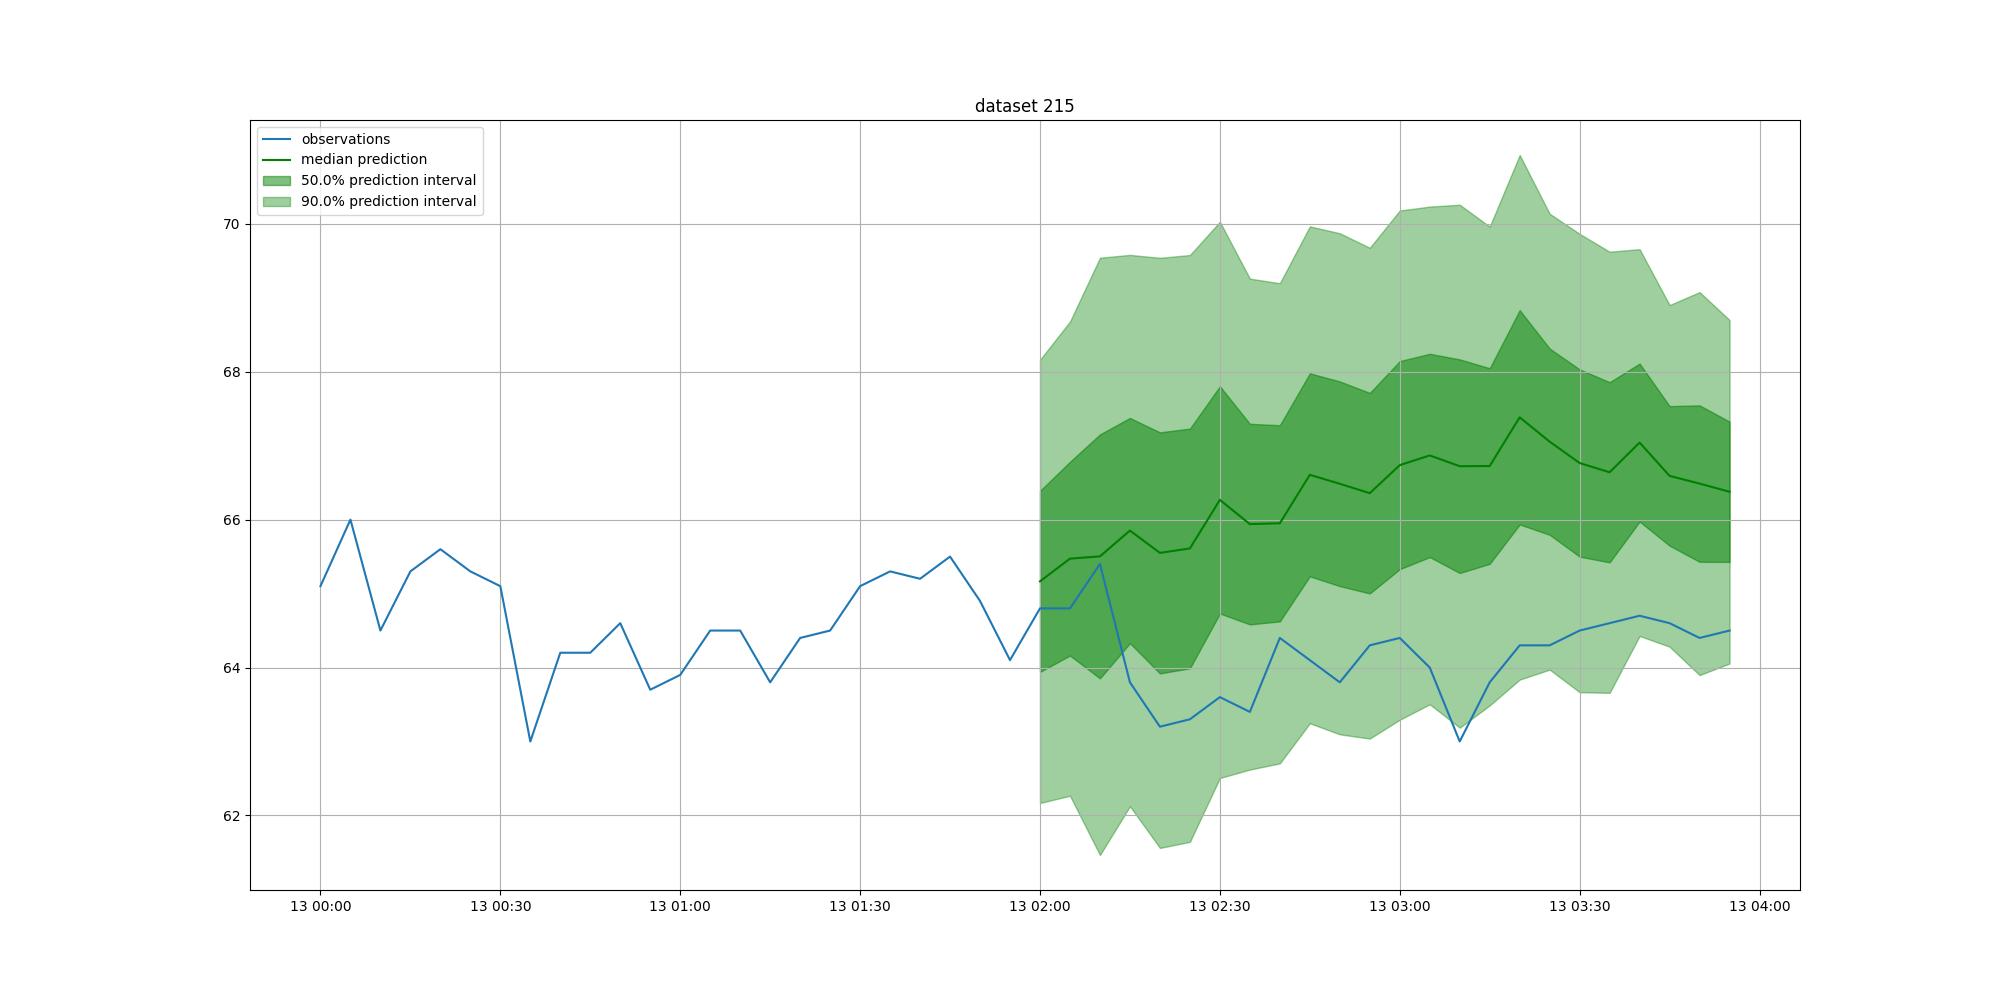 dataset 215
observations
median prediction
50.0% prediction interval
90.0% prediction interval
70
68
66
64
62
13 00:00
13 00:30
13 01:00
13 01:30
13 02:00
13 02:30
13 03:00
13 03:30
13 04:00